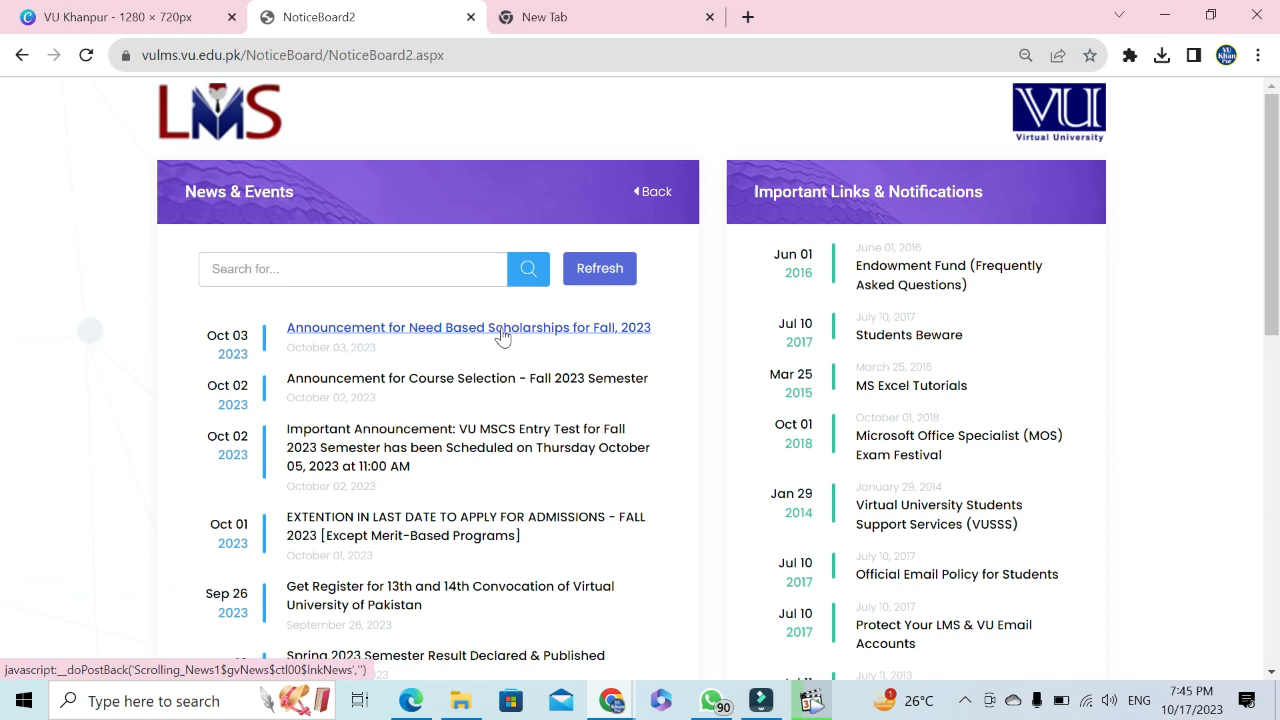 VU Khanpur - 1280 × 720px
NoticeBoard2
New Tab
vulms.vu.edu.pk/NoticeBoard/NoticeBoard2.aspx
VU Khan Pur
LMS
VU
Virtual University
News & Events
Back
Search for...
Refresh
Oct 03
2023
Announcement for Need Based Scholarships for Fall, 2023
October 03, 2023
Oct 02
2023
Announcement for Course Selection - Fall 2023 Semester
October 02, 2023
Oct 02
2023
Important Announcement: VU MSCS Entry Test for Fall
2023 Semester has been Scheduled on Thursday October
05, 2023 at 11:00 AM
October 02, 2023
Oct 01
2023
EXTENTION IN LAST DATE TO APPLY FOR ADMISSIONS - FALL
2023 [Except Merit-Based Programs]
October 01, 2023
Sep 26
2023
Get Register for 13th and 14th Convocation of Virtual
University of Pakistan
September 26, 2023
Spring 2023 Semester Result Declared & Published
Important Links & Notifications
Jun 01
2016
June 01, 2016
Endowment Fund (Frequently
Asked Questions)
Jul 10
2017
July 10, 2017
Students Beware
Mar 25
2015
March 25, 2015
MS Excel Tutorials
Oct 01
2018
October 01, 2018
Microsoft Office Specialist (MOS)
Exam Festival
Jan 29
2014
January 29, 2014
Virtual University Students
Support Services (VUSSS)
Jul 10
2017
July 10, 2017
Official Email Policy for Students
Jul 10
2017
July 10, 2017
Protect Your LMS & VU Email
Accounts
July 11, 2013
javascript:__doPostBack('Scrolling_News1$gvNews$ctl00$lnkNews','')
Type here to search
90
1
26°C
ENG
7:45 PM
10/17/2023